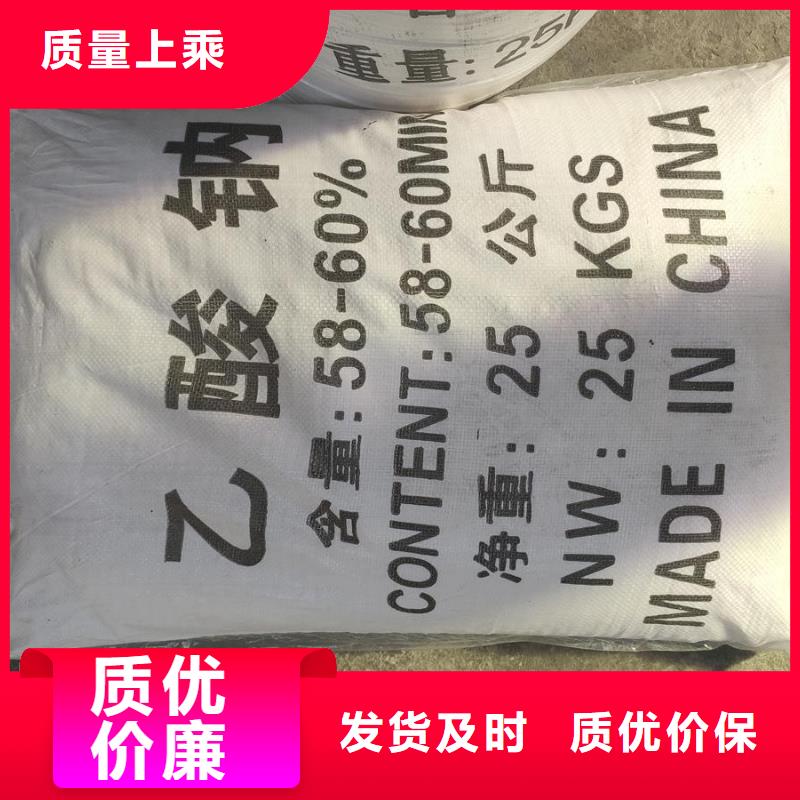 质量上乘
重量: 25
乙酸钠
含量:58-60%
CONTENT:58-60MIN
净重: 25 公斤
NW: 25 KGS
MADE IN CHINA
质优
价廉
发货及时 质优价保